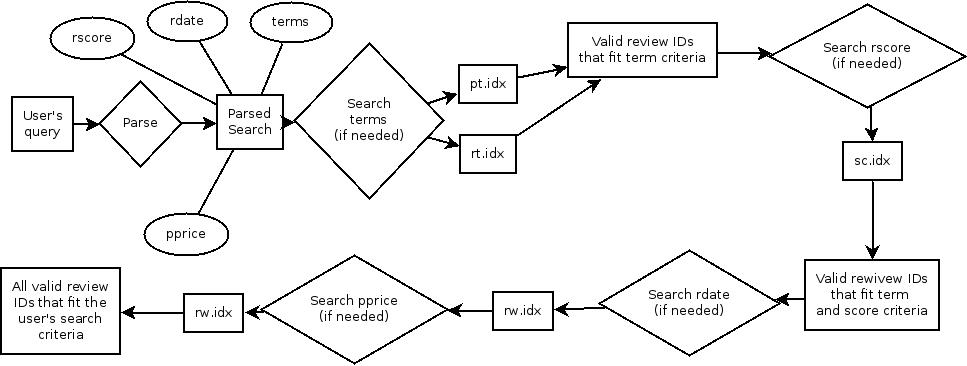 rscore
rdate
terms
User's
query
Parse
Parsed
Search
pprice
Search
terms
(if needed)
pt.idx
rt.idx
Valid review IDs
that fit term criteria
Search rscore
(if needed)
sc.idx
Valid rewivew IDs
that fit term
and score criteria
Search rdate
(if needed)
rw.idx
Search pprice
(if needed)
rw.idx
All valid review
IDs that fit the
user's search
criteria